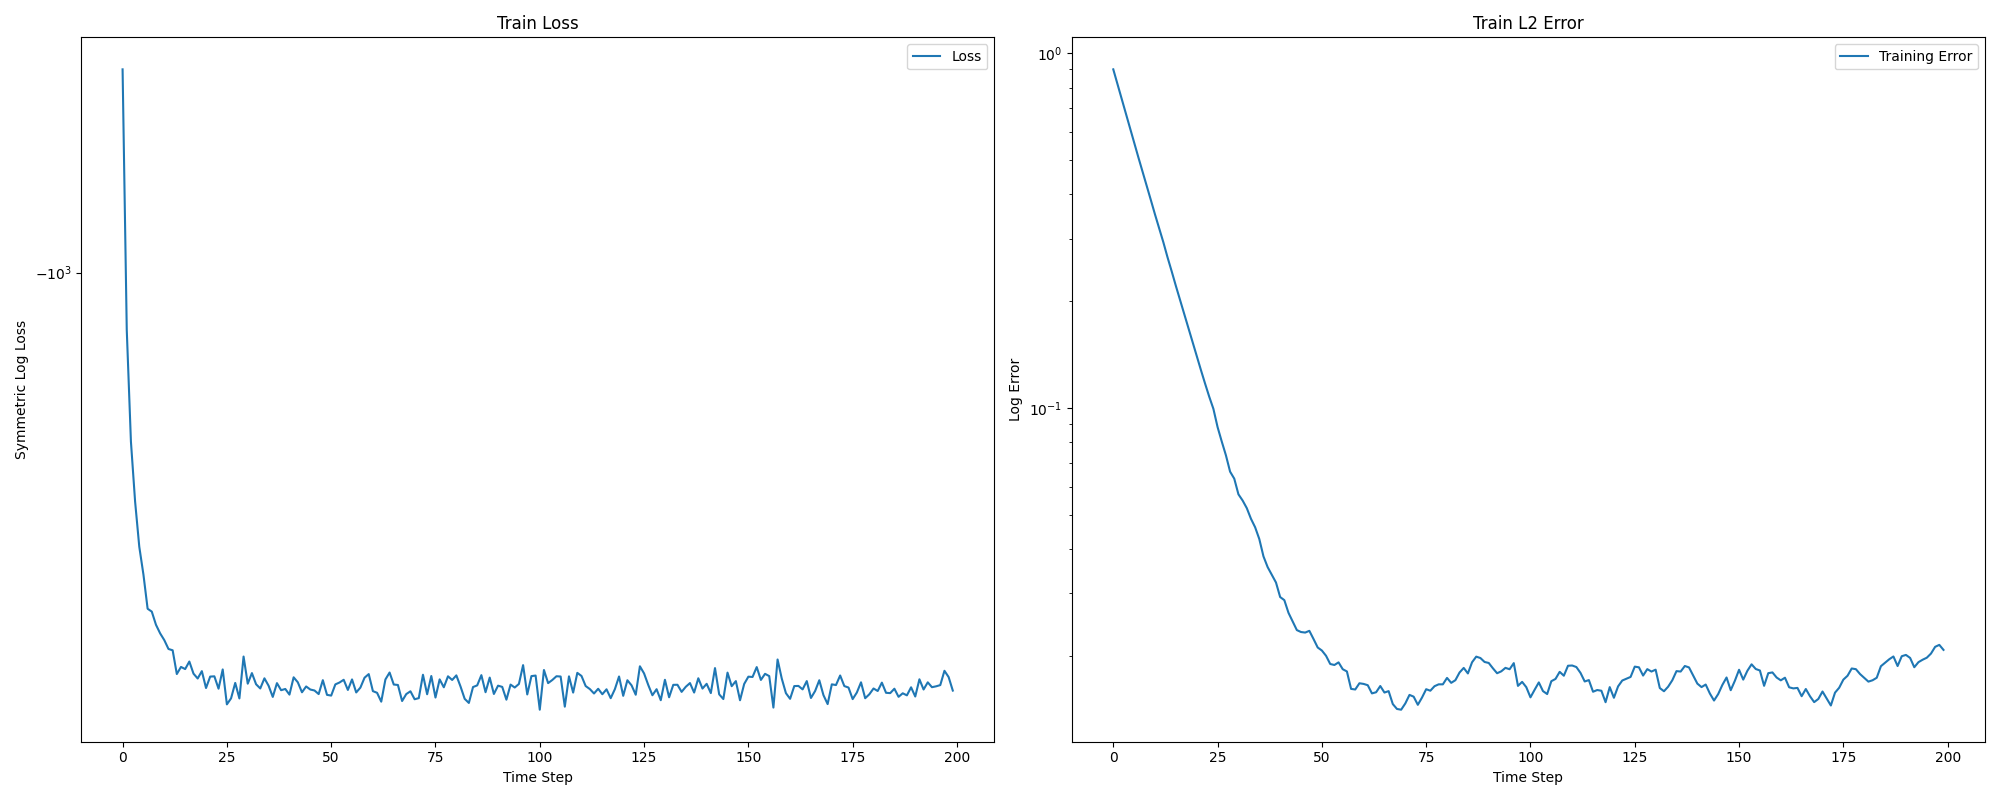 Train Loss
Loss
−10³
Symmetric Log Loss
0 25 50 75 100 125 150 175 200
Time Step
Train L2 Error
Training Error
10⁰
10⁻¹
Log Error
0 25 50 75 100 125 150 175 200
Time Step